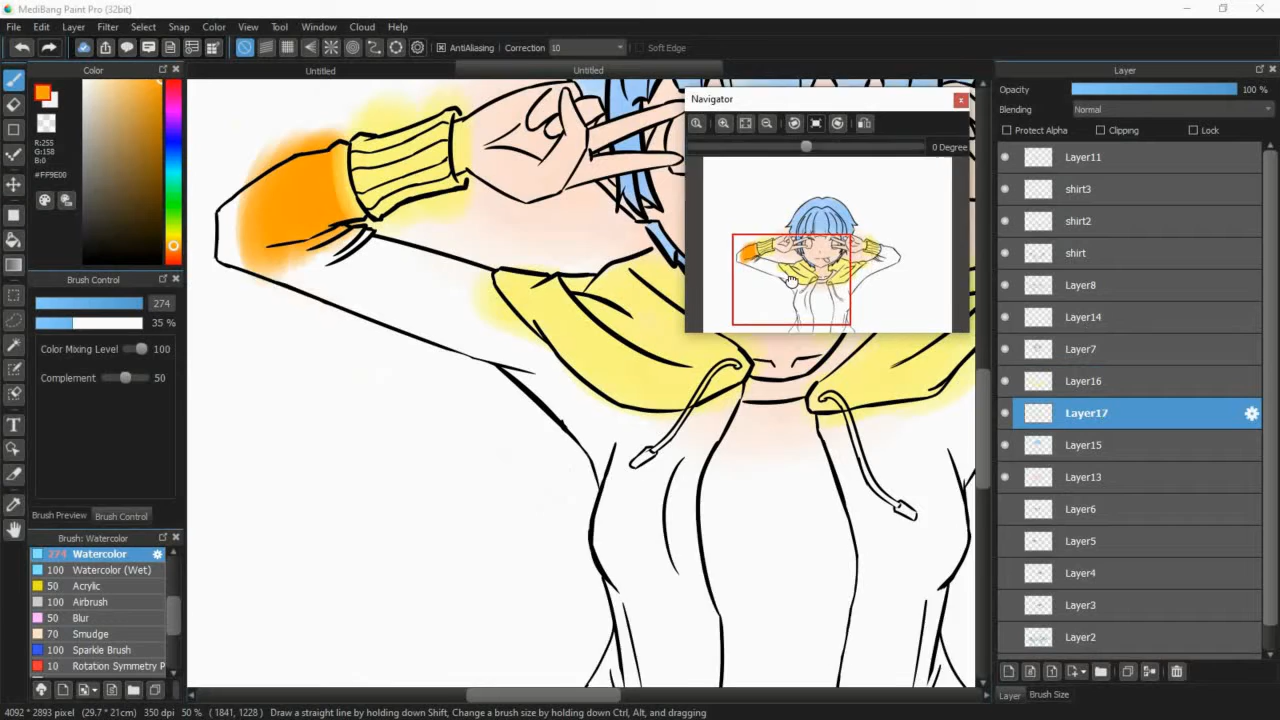 MediBang Paint Pro (32bit)
File Edit Layer Filter Select Snap Color View Tool Window Cloud Help
AntiAliasing Correction 10 Soft Edge
Color
Untitled Untitled
Layer
R:255
G:158
B:0
#FF9E00
Brush Control
274
35 %
Color Mixing Level 100
Complement 50
Brush Preview Brush Control
Brush: Watercolor
274 Watercolor
100 Watercolor (Wet)
50 Acrylic
100 Airbrush
50 Blur
70 Smudge
100 Sparkle Brush
10 Rotation Symmetry P
Navigator
x
0 Degree
Opacity 100 %
Blending Normal
Protect Alpha Clipping Lock
Layer11
shirt3
shirt2
shirt
Layer8
Layer14
Layer7
Layer16
Layer17
Layer15
Layer13
Layer6
Layer5
Layer4
Layer3
Layer2
Layer Brush Size
4092 * 2893 pixel (29.7 * 21cm) 350 dpi 50 % ( 1841, 1228 ) Draw a straight line by holding down Shift, Change a brush size by holding down Ctrl, Alt, and dragging